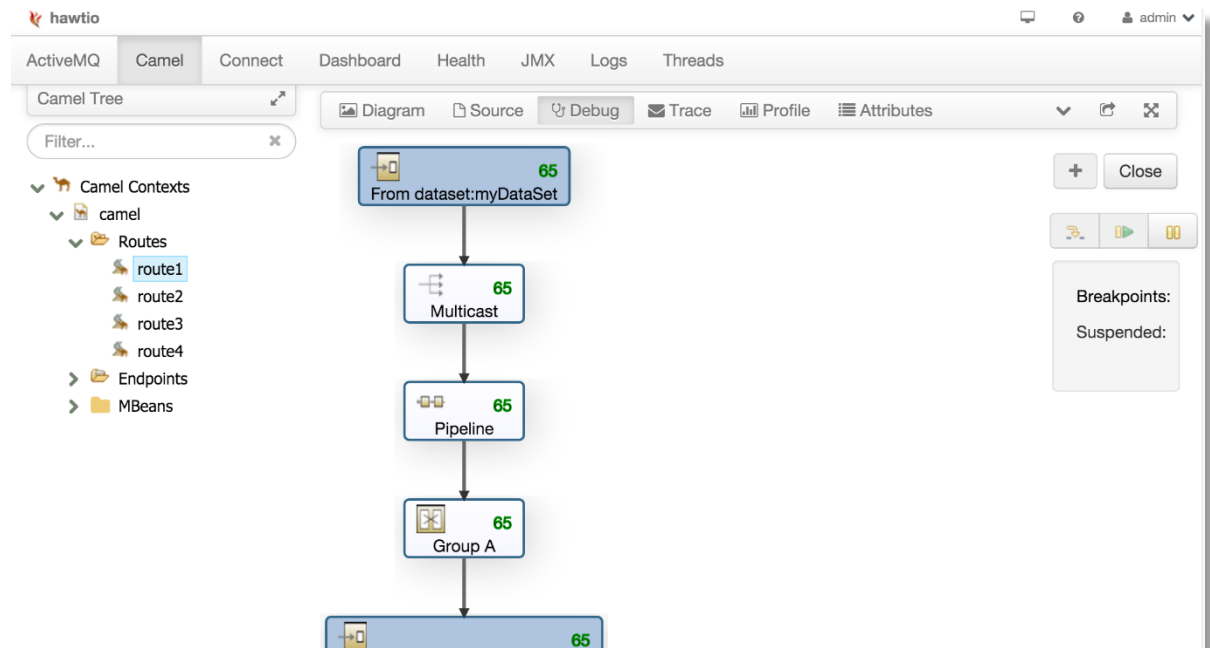 hawtio
admin
ActiveMQ Camel Connect Dashboard Health JMX Logs Threads
Camel Tree
Diagram Source Debug Trace Profile Attributes
Filter...
Camel Contexts
camel
Routes
route1
route2
route3
route4
Endpoints
MBeans
65
From dataset:myDataSet
65
Multicast
65
Pipeline
65
Group A
65
+ Close
Breakpoints:
Suspended: